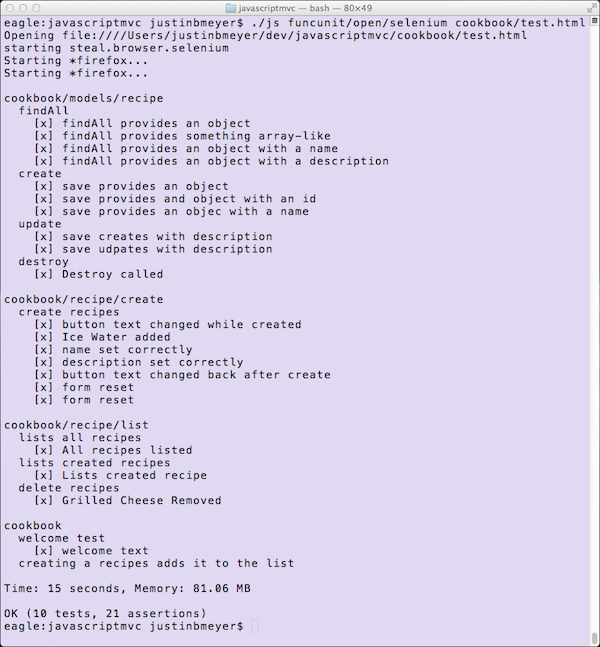 javascriptmvc — bash — 80×49
eagle:javascriptmvc justinbmeyer$ ./js funcunit/open/selenium cookbook/test.html
Opening file:////Users/justinbmeyer/dev/javascriptmvc/cookbook/test.html
starting steal.browser.selenium
Starting *firefox...
Starting *firefox...
cookbook/models/recipe
findAll
[x] findAll provides an object
[x] findAll provides something array-like
[x] findAll provides an object with a name
[x] findAll provides an object with a description
create
[x] save provides an object
[x] save provides and object with an id
[x] save provides an objec with a name
update
[x] save creates with description
[x] save udpates with description
destroy
[x] Destroy called
cookbook/recipe/create
create recipes
[x] button text changed while created
[x] Ice Water added
[x] name set correctly
[x] description set correctly
[x] button text changed back after create
[x] form reset
[x] form reset
cookbook/recipe/list
lists all recipes
[x] All recipes listed
lists created recipes
[x] Lists created recipe
delete recipes
[x] Grilled Cheese Removed
cookbook
welcome test
[x] welcome text
creating a recipes adds it to the list
Time: 15 seconds, Memory: 81.06 MB
OK (10 tests, 21 assertions)
eagle:javascriptmvc justinbmeyer$